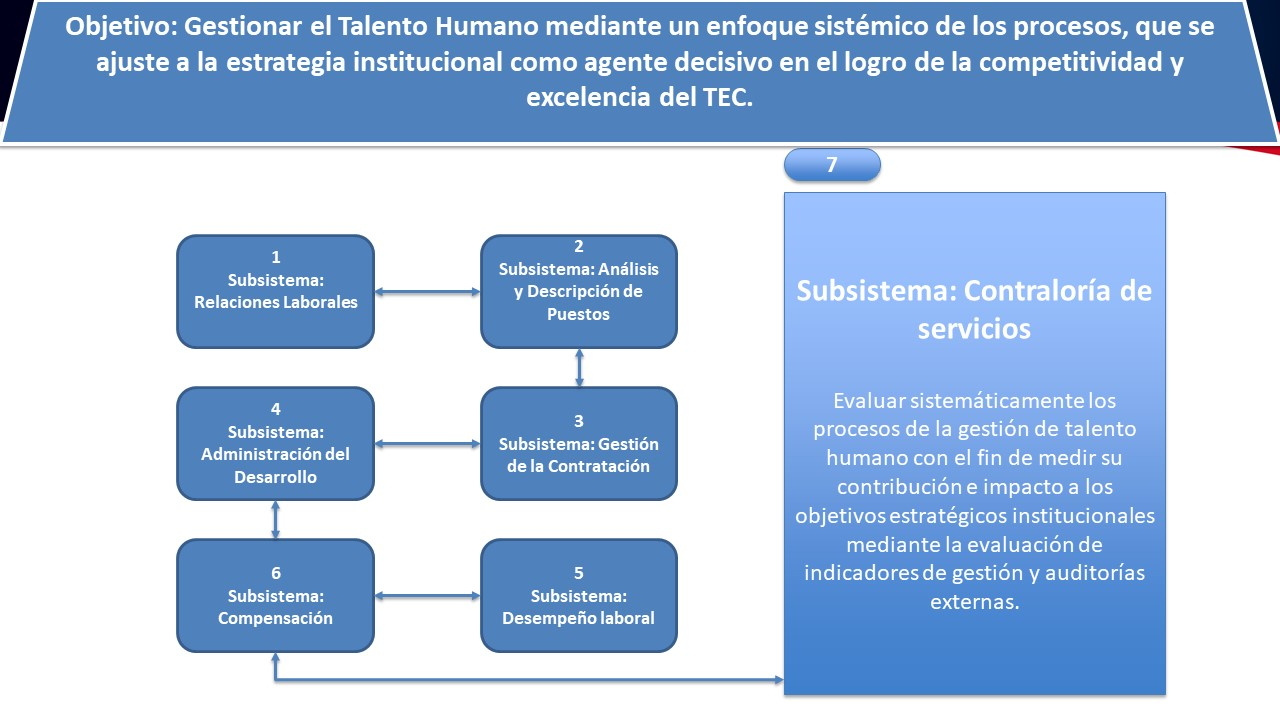 Objetivo: Gestionar el Talento Humano mediante un enfoque sistémico de los procesos, que se
ajuste a la estrategia institucional como agente decisivo en el logro de la competitividad y
excelencia del TEC.
1
Subsistema:
Relaciones Laborales
2
Subsistema: Análisis
y Descripción de
Puestos
4
Subsistema:
Administración del
Desarrollo
3
Subsistema: Gestión
de la Contratación
6
Subsistema:
Compensación
5
Subsistema:
Desempeño laboral
7
Subsistema: Contraloría de
servicios
Evaluar sistemáticamente los
procesos de la gestión de talento
humano con el fin de medir su
contribución e impacto a los
objetivos estratégicos institucionales
mediante la evaluación de
indicadores de gestión y auditorías
externas.